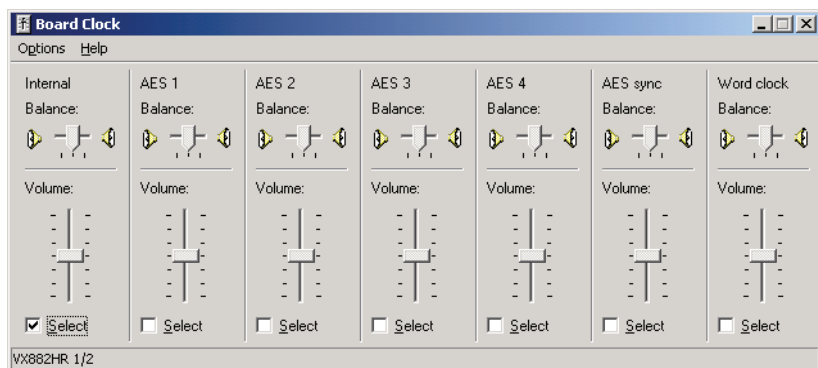 Board Clock
Options Help
Internal AES 1 AES 2 AES 3 AES 4 AES sync Word clock
Balance: Balance: Balance: Balance: Balance: Balance: Balance:
Volume: Volume: Volume: Volume: Volume: Volume: Volume:
Select Select Select Select Select Select Select
VX882HR 1/2